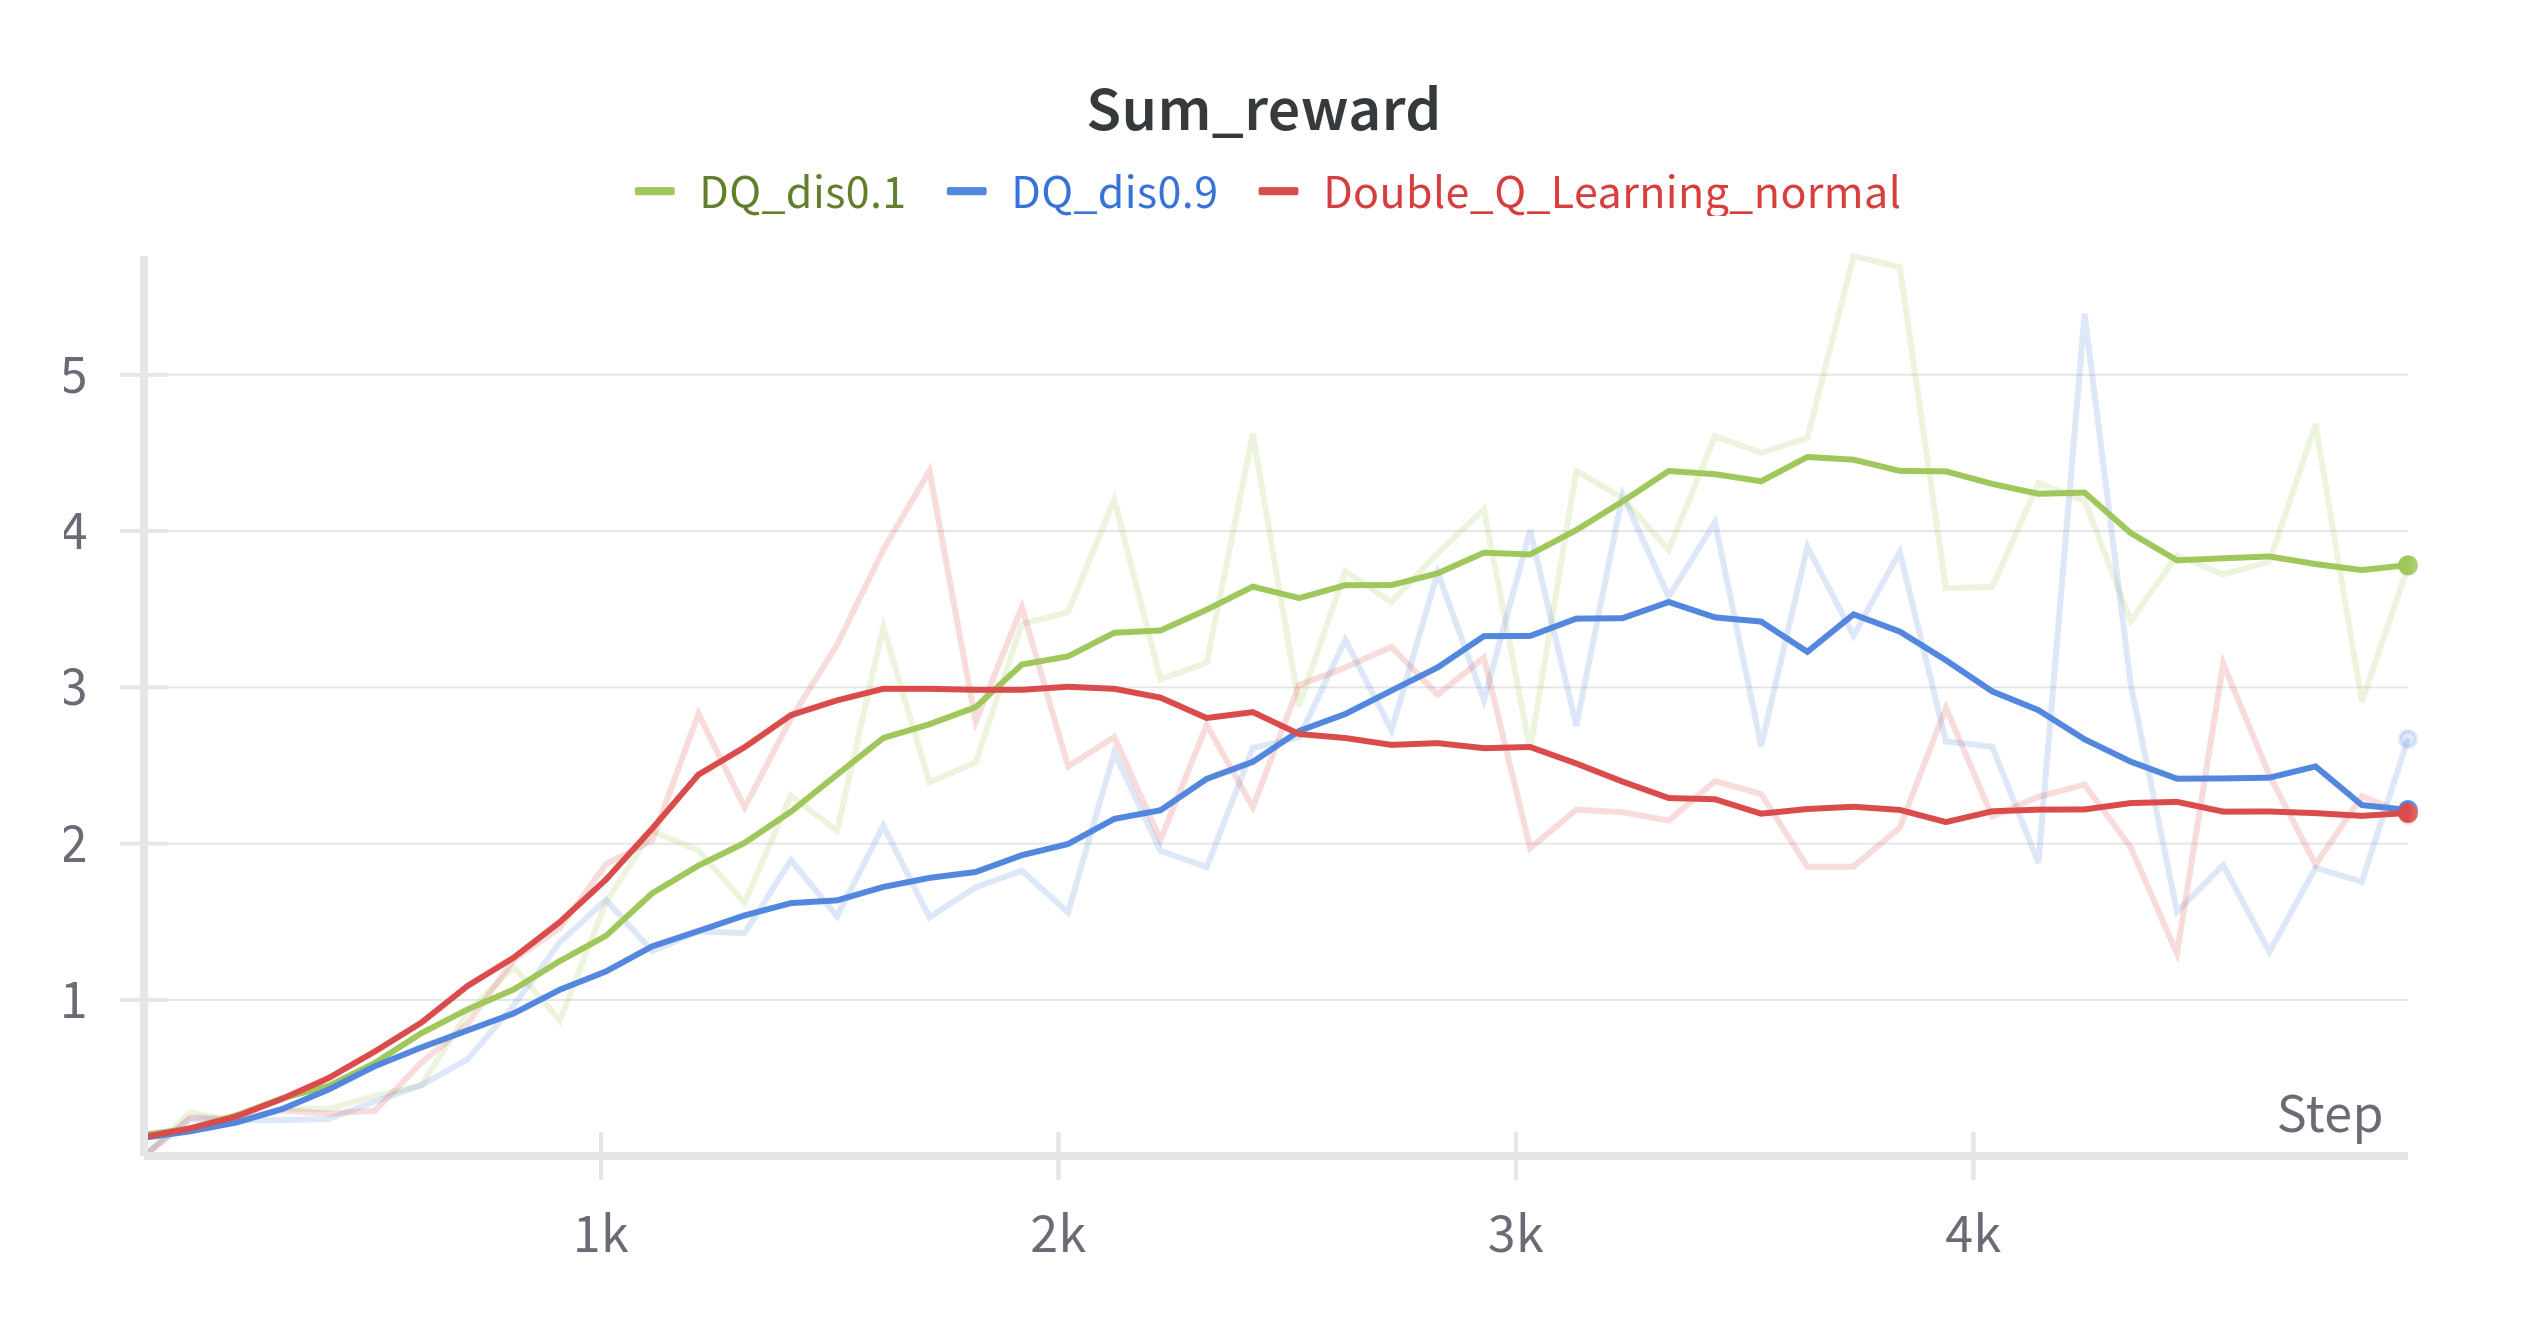 Sum_reward
DQ_dis0.1 DQ_dis0.9 Double_Q_Learning_normal
5
4
3
2
1
Step
1k 2k 3k 4k